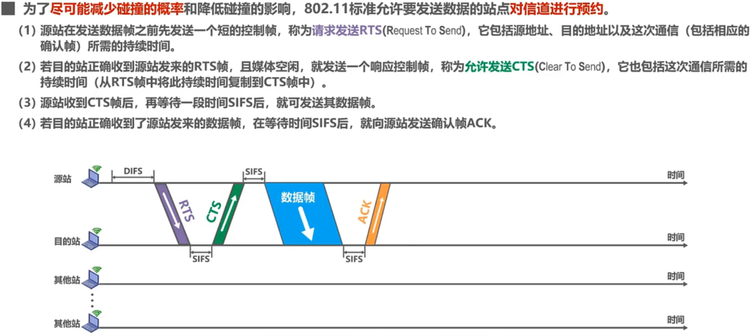 为了尽可能减少碰撞的概率和降低碰撞的影响，802.11标准允许要发送数据的站点对信道进行预约。
（1）源站在发送数据帧之前先发送一个短的控制帧，称为请求发送RTS(Request To Send)，它包括源地址、目的地址以及这次通信（包括相应的
确认帧）所需的持续时间。
（2）若目的站正确收到源站发来的RTS帧，且媒体空闲，就发送一个响应控制帧，称为允许发送CTS(Clear To Send)，它也包括这次通信所需的
持续时间（从RTS帧中将此持续时间复制到CTS帧中）。
（3）源站收到CTS帧后，再等待一段时间SIFS后，就可发送其数据帧。
（4）若目的站正确收到了源站发来的数据帧，在等待时间SIFS后，就向源站发送确认帧ACK。
DIFS
SIFS
源站
时间
RTS
CTS
数据帧
ACK
目的站
时间
SIFS
SIFS
其他站
时间
其他站
时间